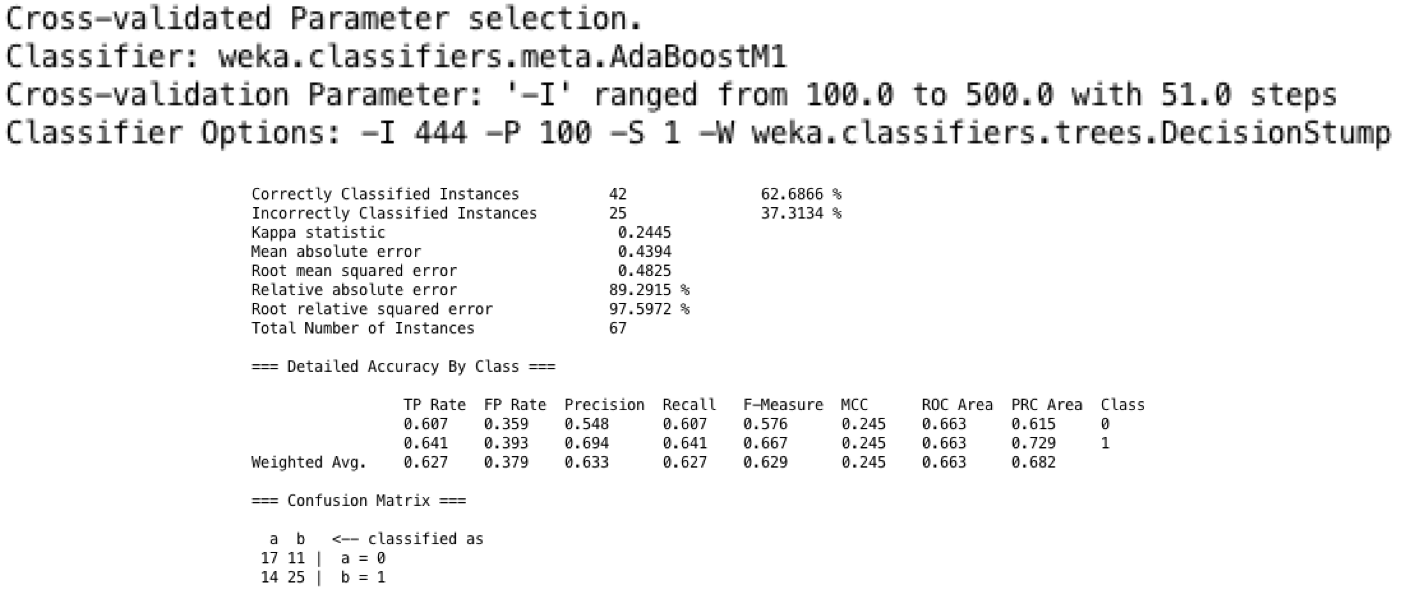 Cross-validated Parameter selection.
Classifier: weka.classifiers.meta.AdaBoostM1
Cross-validation Parameter: '-I' ranged from 100.0 to 500.0 with 51.0 steps
Classifier Options: -I 444 -P 100 -S 1 -W weka.classifiers.trees.DecisionStump
Correctly Classified Instances 42 62.6866 %
Incorrectly Classified Instances 25 37.3134 %
Kappa statistic 0.2445
Mean absolute error 0.4394
Root mean squared error 0.4825
Relative absolute error 89.2915 %
Root relative squared error 97.5972 %
Total Number of Instances 67
=== Detailed Accuracy By Class ===
TP Rate FP Rate Precision Recall F-Measure MCC ROC Area PRC Area Class
0.607 0.359 0.548 0.607 0.576 0.245 0.663 0.615 0
0.641 0.393 0.694 0.641 0.667 0.245 0.663 0.729 1
Weighted Avg. 0.627 0.379 0.633 0.627 0.629 0.245 0.663 0.682
=== Confusion Matrix ===
a b <-- classified as
17 11 | a = 0
14 25 | b = 1